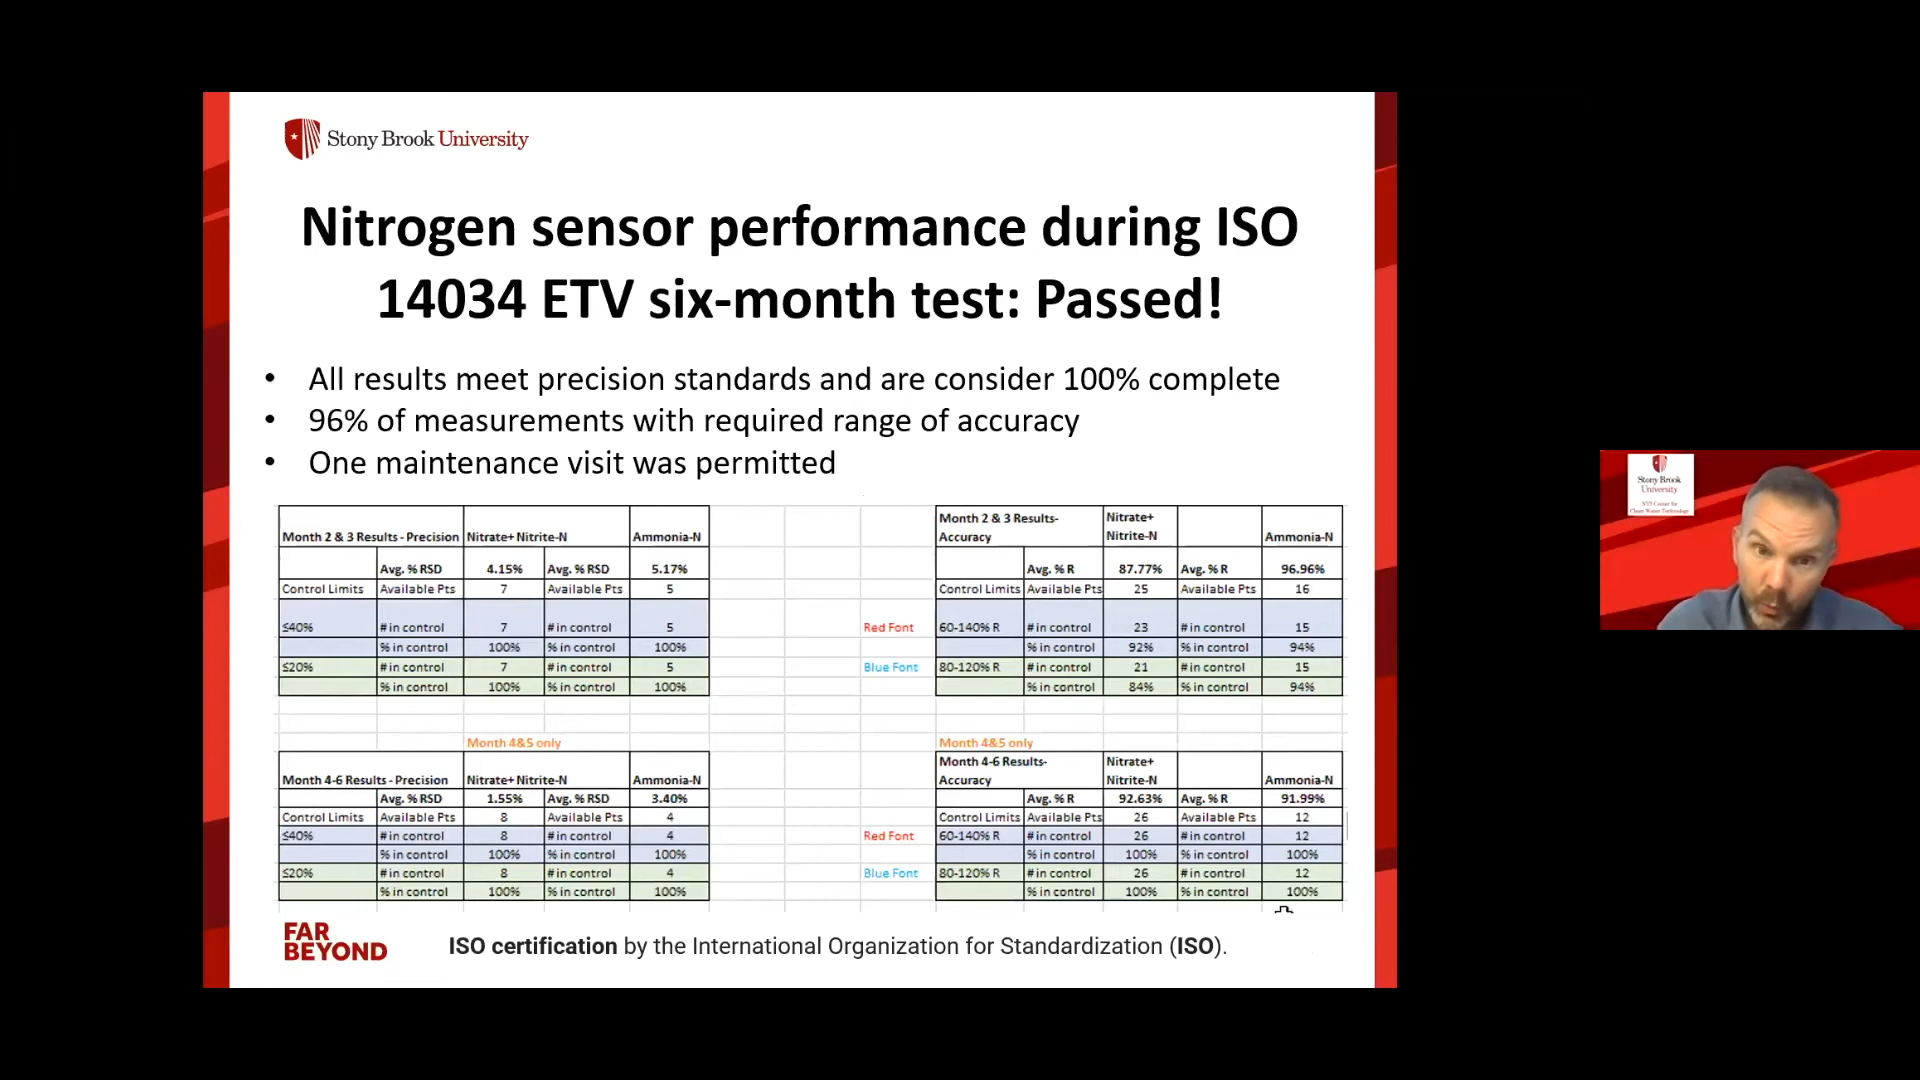 Stony Brook University
Nitrogen sensor performance during ISO
14034 ETV six-month test: Passed!
• All results meet precision standards and are consider 100% complete
• 96% of measurements with required range of accuracy
• One maintenance visit was permitted
Month 2 & 3 Results - Precision Nitrate+ Nitrite-N Ammonia-N
Avg. % RSD 4.15% Avg. % RSD 5.17%
Control Limits Available Pts 7 Available Pts 5
≤40% # in control 7 # in control 5
% in control 100% % in control 100%
≤20% # in control 7 # in control 5
% in control 100% % in control 100%
Red Font
Blue Font
Month 2 & 3 Results-
Accuracy
Nitrate+
Nitrite-N
Ammonia-N
Avg. % R 87.77% Avg. % R 96.96%
Control Limits Available Pts 25 Available Pts 16
60-140% R # in control 23 # in control 15
% in control 92% % in control 94%
80-120% R # in control 21 # in control 15
% in control 84% % in control 94%
Month 4&5 only
Month 4-6 Results - Precision Nitrate+ Nitrite-N Ammonia-N
Avg. % RSD 1.55% Avg. % RSD 3.40%
Control Limits Available Pts 8 Available Pts 4
≤40% # in control 8 # in control 4
% in control 100% % in control 100%
≤20% # in control 8 # in control 4
% in control 100% % in control 100%
Red Font
Blue Font
Month 4&5 only
Month 4-6 Results-
Accuracy
Nitrate+
Nitrite-N
Ammonia-N
Avg. % R 92.63% Avg. % R 91.99%
Control Limits Available Pts 26 Available Pts 12
60-140% R # in control 26 # in control 12
% in control 100% % in control 100%
80-120% R # in control 26 # in control 12
% in control 100% % in control 100%
FAR
BEYOND
ISO certification by the International Organization for Standardization (ISO).
Stony Brook
University
NYS Center for
Clean Water Technology